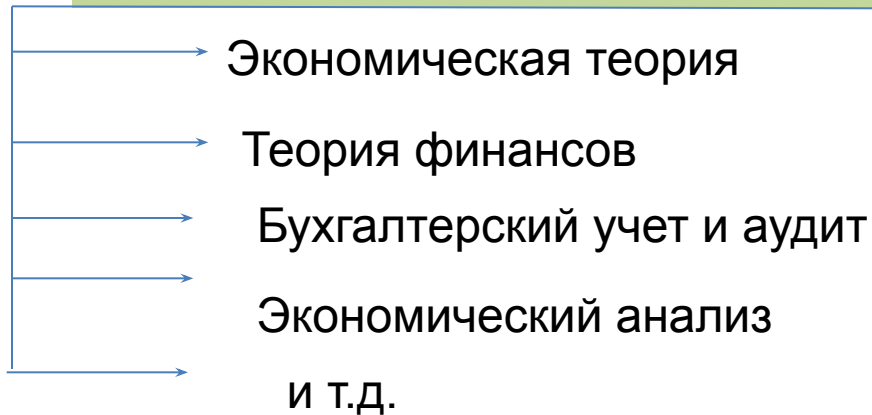 Экономическая теория
Теория финансов
Бухгалтерский учет и аудит
Экономический анализ
и т.д.